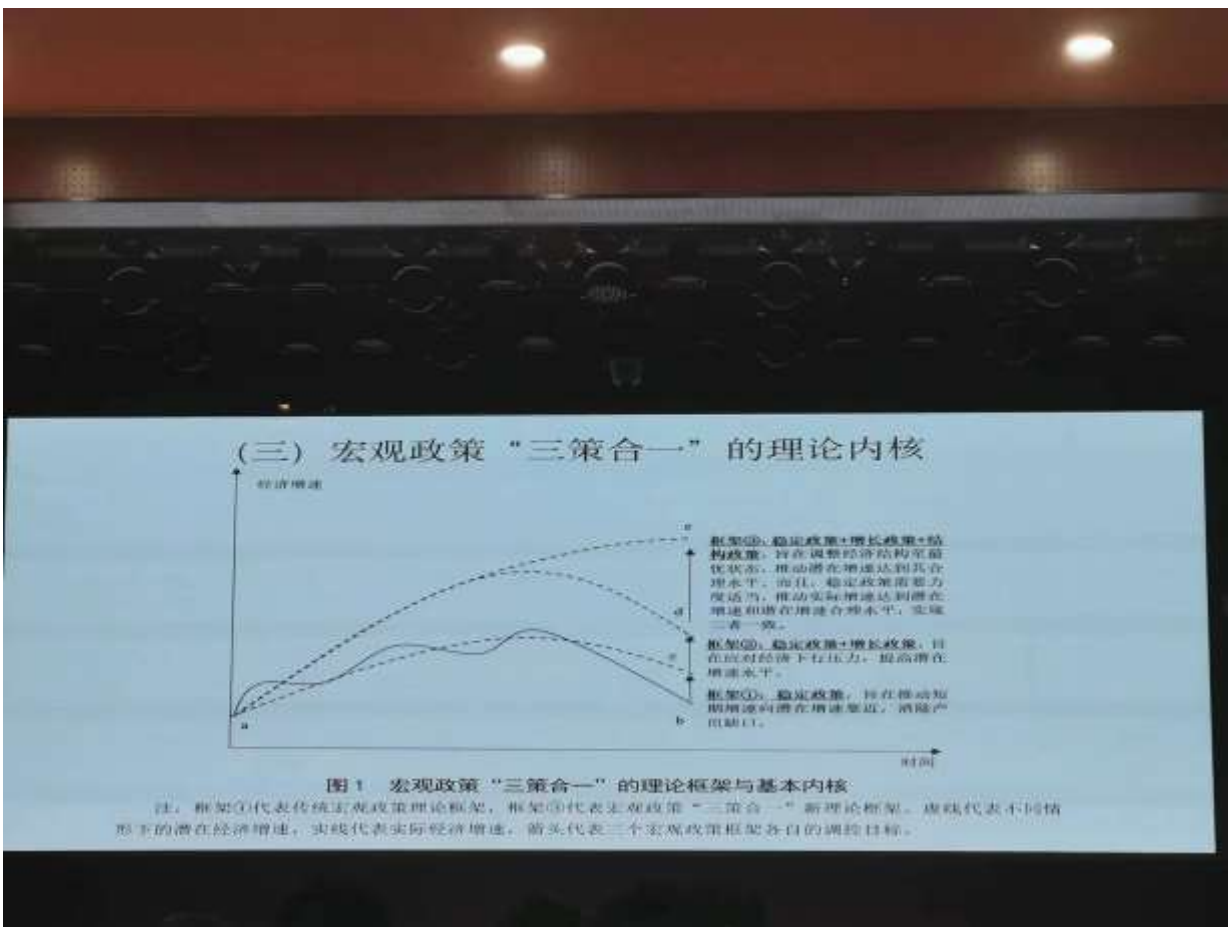 (三) 宏观政策“三策合一”的理论内核
经济增速
e
框架③：稳定政策+增长政策+结
构政策，旨在调整经济结构至最
优状态，推动潜在增速达到其合
理水平。而且，稳定政策需要力
度适当，推动实际增速达到潜在
增速和潜在增速合理水平，实现
三者一致。
d
框架②：稳定政策+增长政策，旨
在应对经济下行压力，提高潜在
增速水平。
c
框架①：稳定政策，旨在推动短
期增速向潜在增速靠近，消除产
出缺口。
a
b
时间
图1 宏观政策“三策合一”的理论框架与基本内核
注：框架①代表传统宏观政策理论框架，框架③代表宏观政策“三策合一”新理论框架。虚线代表不同情
形下的潜在经济增速，实线代表实际经济增速，箭头代表三个宏观政策框架各自的调控目标。